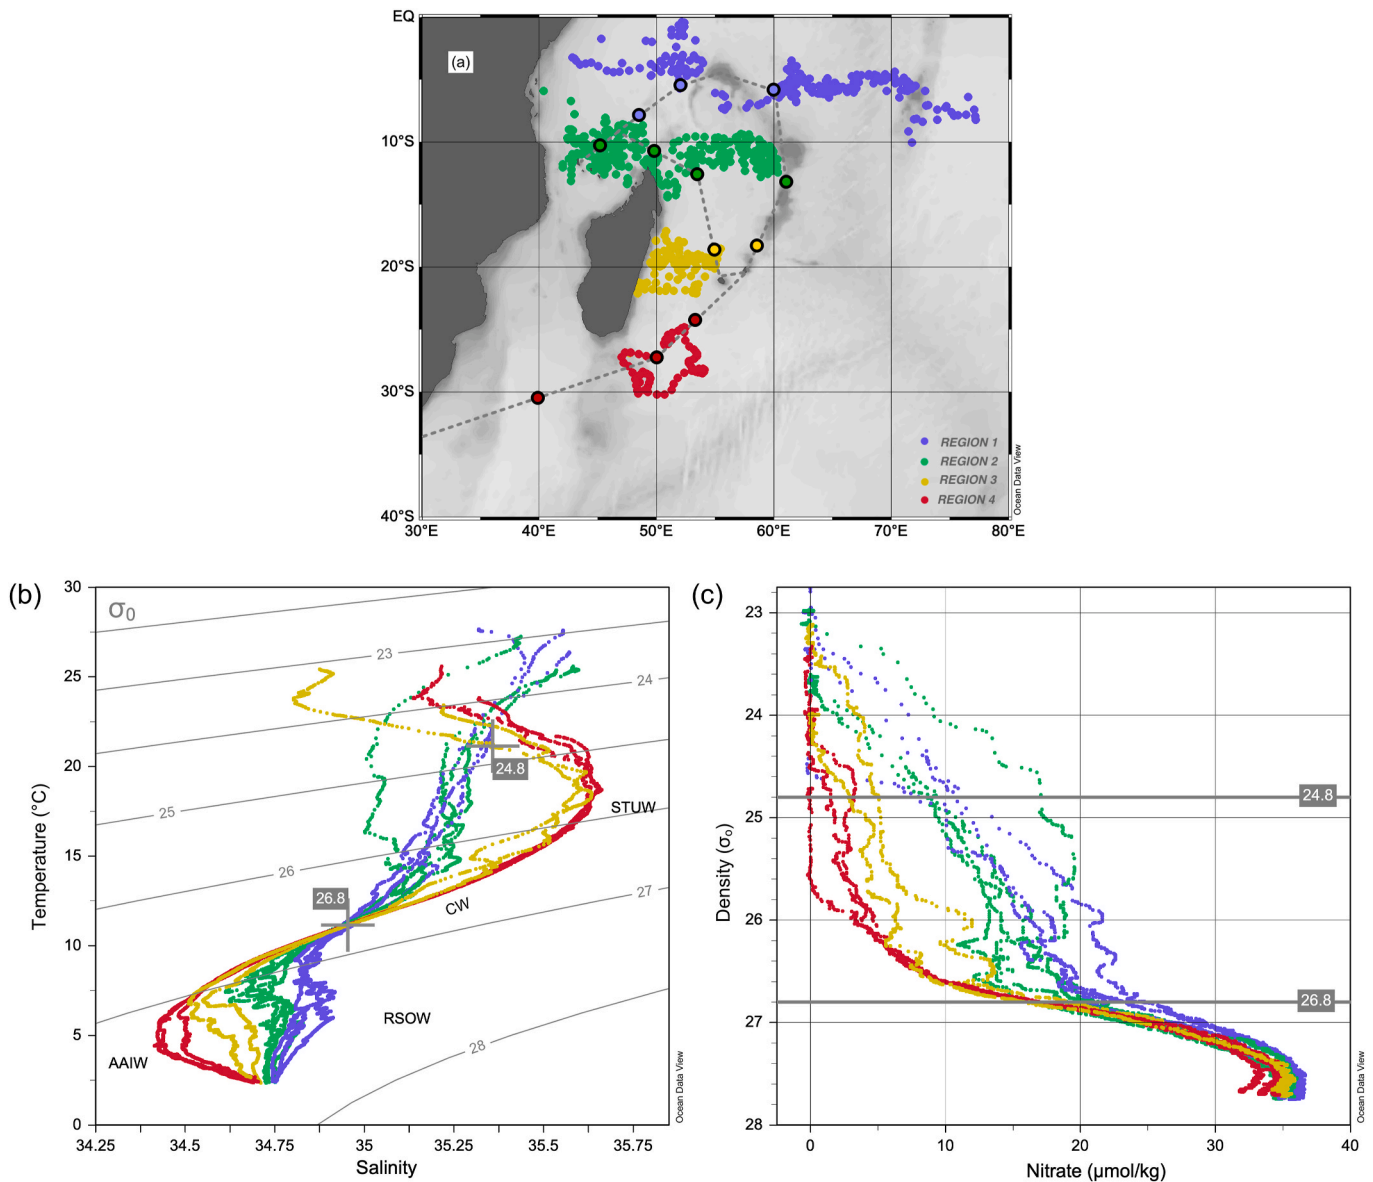 EQ
(a)
10°S
20°S
30°S
40°S
REGION 1
REGION 2
REGION 3
REGION 4
Ocean Data View
30°E 40°E 50°E 60°E 70°E 80°E
(b)
σ0
30
25
20
15
10
5
0
23
24
25
26
27
28
24.8
26.8
STUW
CW
RSOW
AAIW
Temperature (°C)
34.25 34.5 34.75 35 35.25 35.5 35.75
Salinity
Ocean Data View
(c)
23
24
25
26
27
28
24.8
26.8
Density (σo)
0 10 20 30 40
Nitrate (μmol/kg)
Ocean Data View